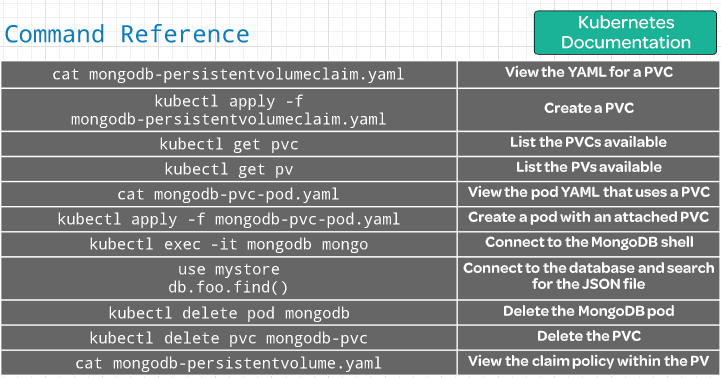 Command Reference
Kubernetes
Documentation
cat mongodb-persistentvolumeclaim.yaml
View the YAML for a PVC
kubectl apply -f
mongodb-persistentvolumeclaim.yaml
Create a PVC
kubectl get pvc
List the PVCs available
kubectl get pv
List the PVs available
cat mongodb-pvc-pod.yaml
View the pod YAML that uses a PVC
kubectl apply -f mongodb-pvc-pod.yaml
Create a pod with an attached PVC
kubectl exec -it mongodb mongo
Connect to the MongoDB shell
use mystore
db.foo.find()
Connect to the database and search
for the JSON file
kubectl delete pod mongodb
Delete the MongoDB pod
kubectl delete pvc mongodb-pvc
Delete the PVC
cat mongodb-persistentvolume.yaml
View the claim policy within the PV